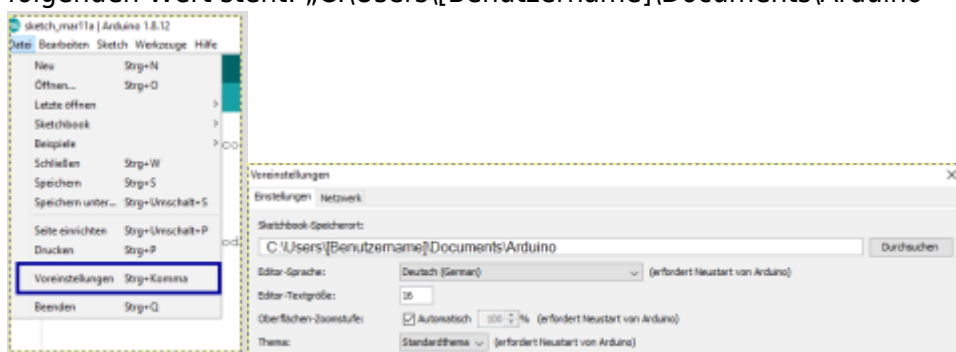 folgenden Wert steht: „C:\Users\[Benutzername]\Documents\Arduino“
sketch_mar11a | Arduino 1.8.12
Datei Bearbeiten Sketch Werkzeuge Hilfe
Neu Strg+N
Öffnen... Strg+O
Letzte öffnen >
Sketchbook >
Beispiele >
Schließen Strg+W
Speichern Strg+S
Speichern unter... Strg+Umschalt+S
Seite einrichten Strg+Umschalt+P
Drucken Strg+P
Voreinstellungen Strg+Komma
Beenden Strg+Q
co
od
Voreinstellungen
Einstellungen Netzwerk
Sketchbook-Speicherort:
C:\Users\[Benutzername]\Documents\Arduino Durchsuchen
Editor-Sprache: Deutsch (German) (erfordert Neustart von Arduino)
Editor-Textgröße: 16
Oberflächen-Zoomstufe: Automatisch 100 % (erfordert Neustart von Arduino)
Thema: Standardthema (erfordert Neustart von Arduino)